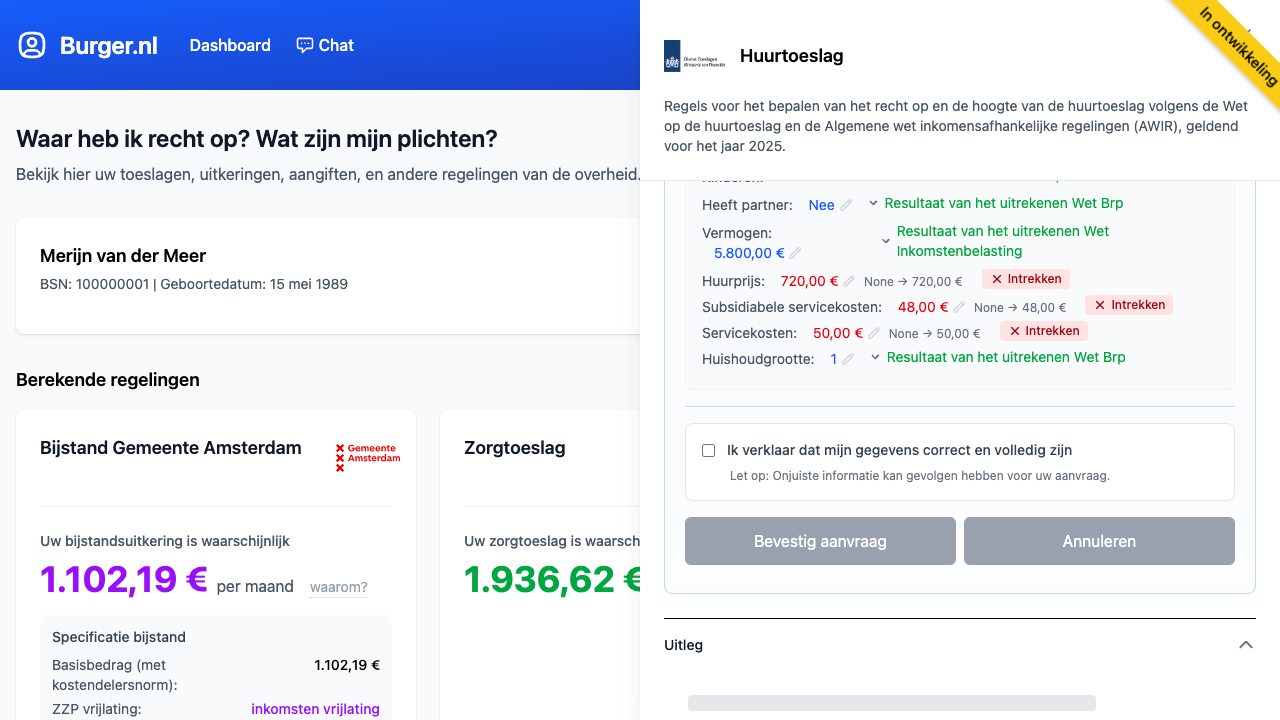 Burger.nl
Dashboard
Chat
Waar heb ik recht op? Wat zijn mijn plichten?
Bekijk hier uw toeslagen, uitkeringen, aangiften, en andere regelingen van de overheid.
Merijn van der Meer
BSN: 100000001 | Geboortedatum: 15 mei 1989
Berekende regelingen
Bijstand Gemeente Amsterdam
Gemeente
Amsterdam
Uw bijstandsuitkering is waarschijnlijk
1.102,19 € per maand waarom?
Specificatie bijstand
Basisbedrag (met
kostendelersnorm):
1.102,19 €
ZZP vrijlating:
inkomsten vrijlating
Zorgtoeslag
Uw zorgtoeslag is waarsch
1.936,62 €
In ontwikkeling
Dienst Toeslagen
Ministerie van Financiën
Huurtoeslag
Regels voor het bepalen van het recht op en de hoogte van de huurtoeslag volgens de Wet
op de huurtoeslag en de Algemene wet inkomensafhankelijke regelingen (AWIR), geldend
voor het jaar 2025.
Heeft partner: Nee Resultaat van het uitrekenen Wet Brp
Vermogen:
5.800,00 €
Resultaat van het uitrekenen Wet
Inkomstenbelasting
Huurprijs: 720,00 € None → 720,00 € Intrekken
Subsidiabele servicekosten: 48,00 € None → 48,00 € Intrekken
Servicekosten: 50,00 € None → 50,00 € Intrekken
Huishoudgrootte: 1 Resultaat van het uitrekenen Wet Brp
Ik verklaar dat mijn gegevens correct en volledig zijn
Let op: Onjuiste informatie kan gevolgen hebben voor uw aanvraag.
Bevestig aanvraag
Annuleren
Uitleg